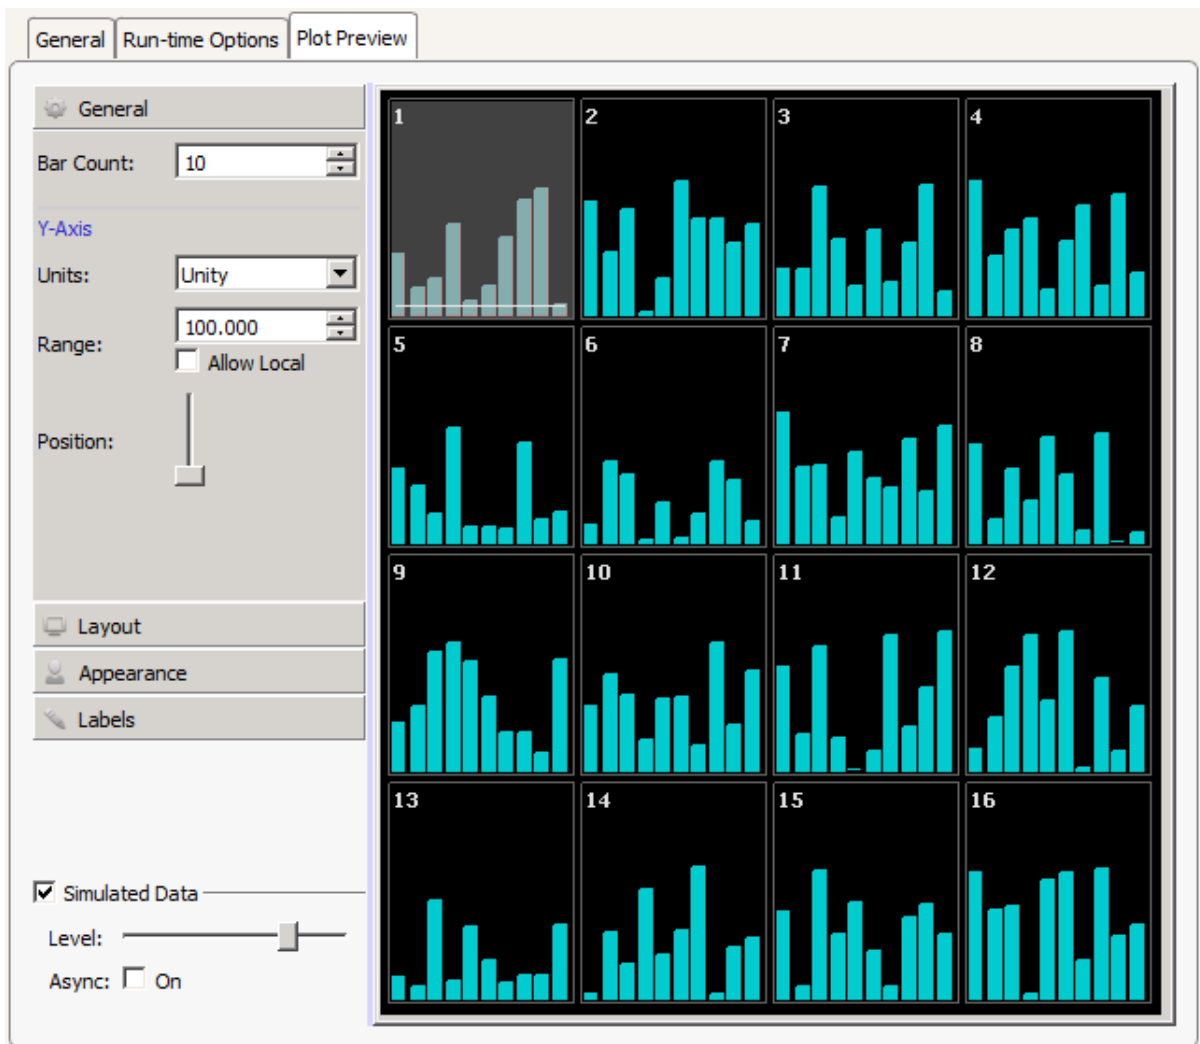 General Run-time Options Plot Preview
General
Bar Count: 10
Y-Axis
Units: Unity
Range: 100.000
Allow Local
Position:
Layout
Appearance
Labels
Simulated Data
Level:
Async: On
1 2 3 4
5 6 7 8
9 10 11 12
13 14 15 16